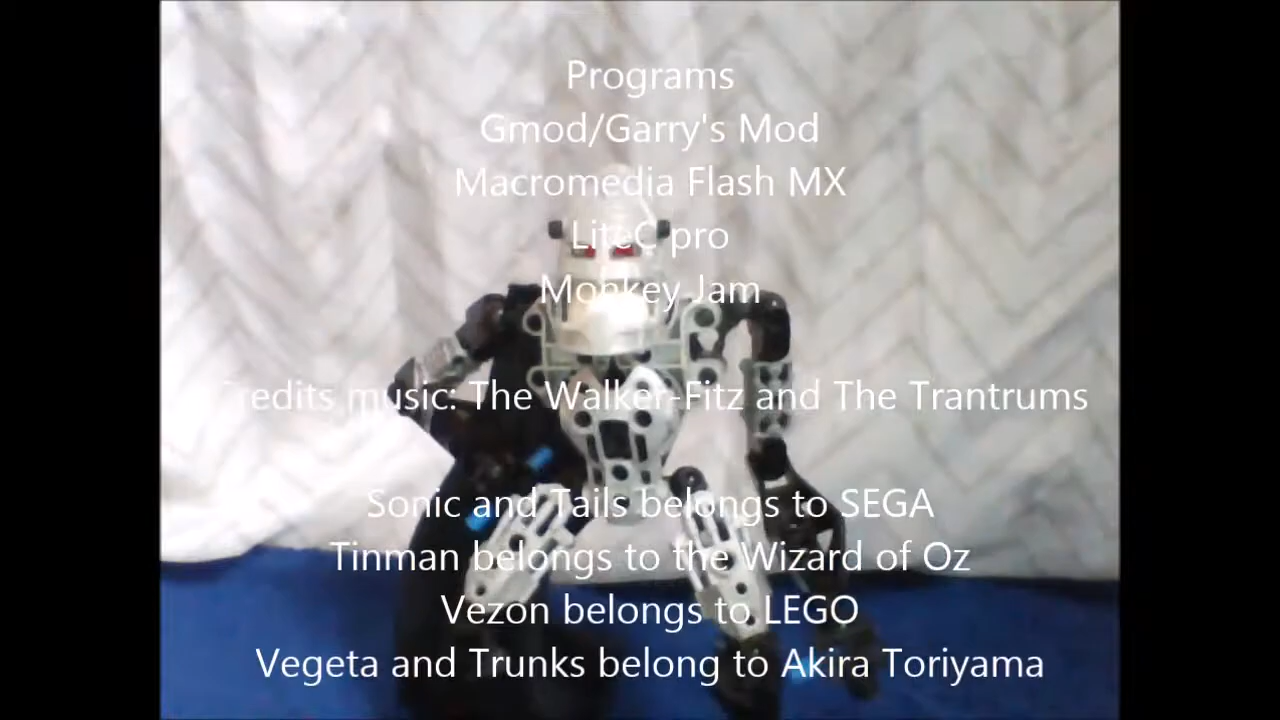 Programs
Gmod/Garry's Mod
Macromedia Flash MX
LiteC pro
Monkey Jam
Credits music: The Walker-Fitz and The Trantrums
Sonic and Tails belongs to SEGA
Tinman belongs to the Wizard of Oz
Vezon belongs to LEGO
Vegeta and Trunks belong to Akira Toriyama